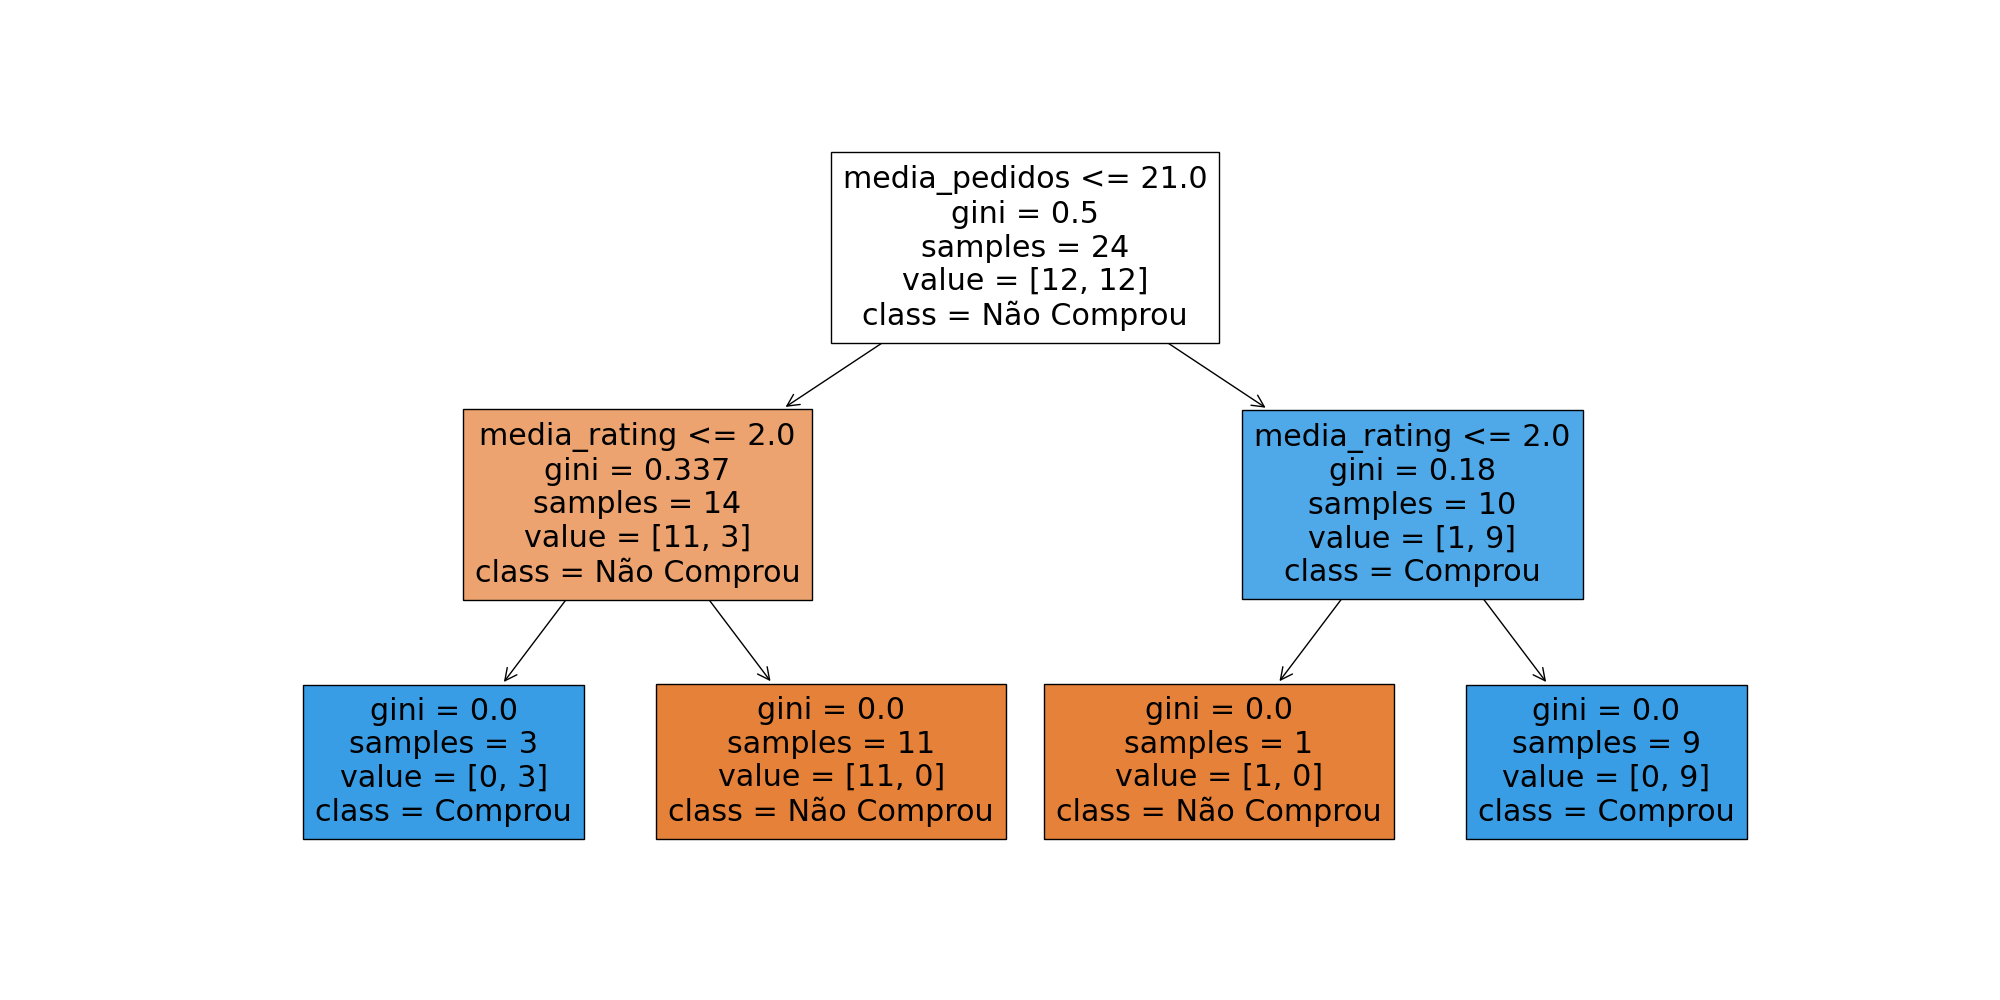 media_pedidos <= 21.0
gini = 0.5
samples = 24
value = [12, 12]
class = Não Comprou
media_rating <= 2.0
gini = 0.337
samples = 14
value = [11, 3]
class = Não Comprou
media_rating <= 2.0
gini = 0.18
samples = 10
value = [1, 9]
class = Comprou
gini = 0.0
samples = 3
value = [0, 3]
class = Comprou
gini = 0.0
samples = 11
value = [11, 0]
class = Não Comprou
gini = 0.0
samples = 1
value = [1, 0]
class = Não Comprou
gini = 0.0
samples = 9
value = [0, 9]
class = Comprou